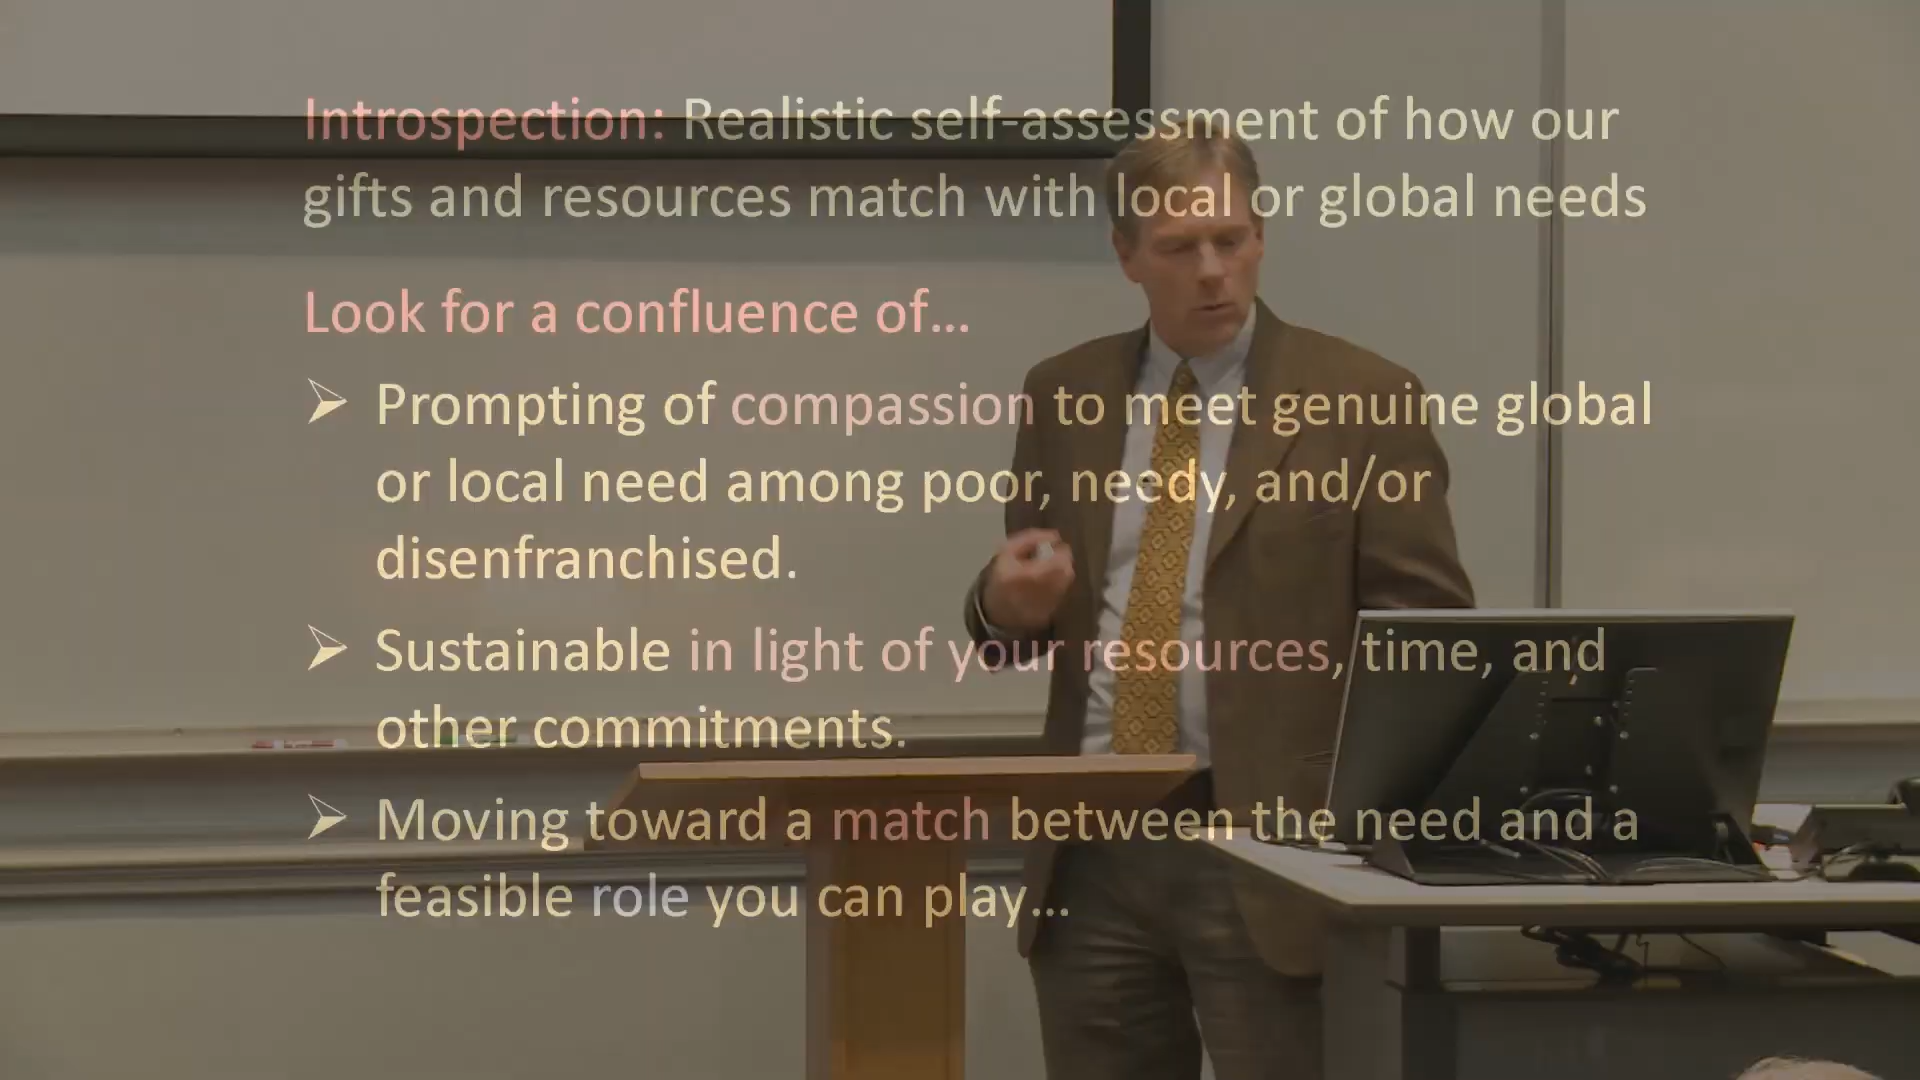 Introspection: Realistic self-assessment of how our
gifts and resources match with local or global needs
Look for a confluence of...
Prompting of compassion to meet genuine global
or local need among poor, needy, and/or
disenfranchised.
Sustainable in light of your resources, time, and
other commitments.
Moving toward a match between the need and a
feasible role you can play...